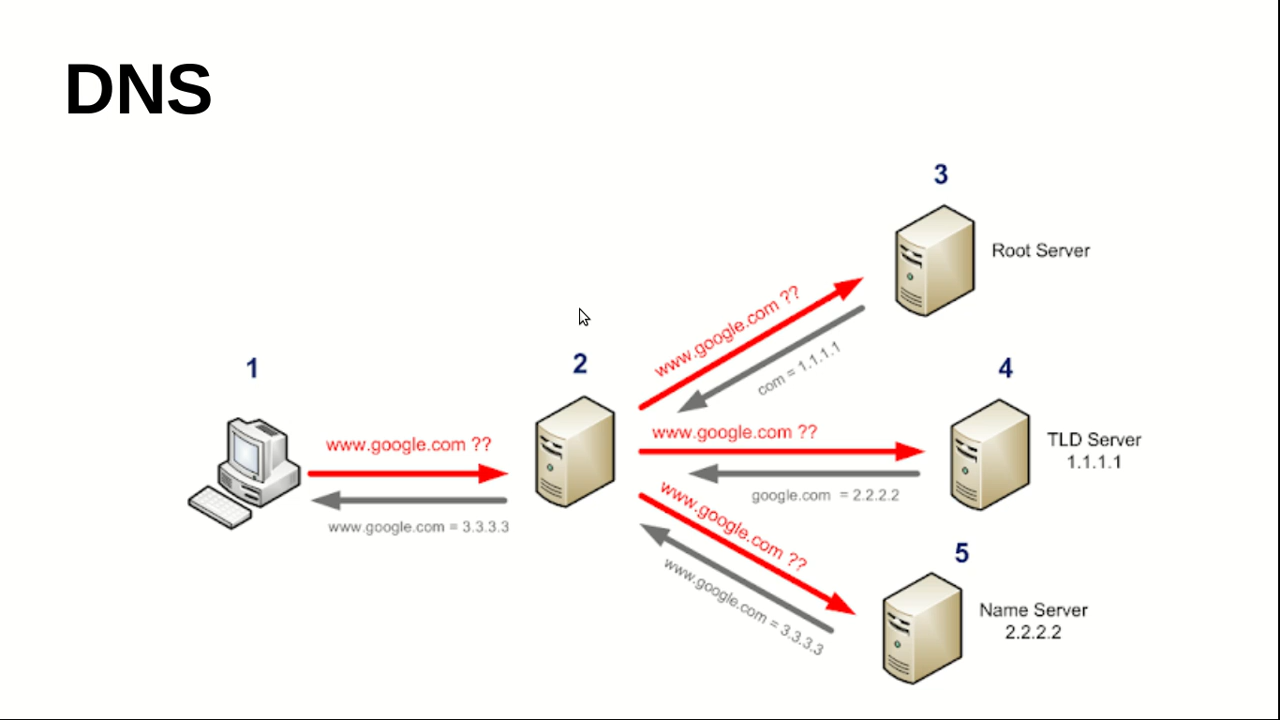 DNS
3
Root Server
www.google.com ??
com = 1.1.1.1
1
2
4
www.google.com ??
www.google.com ??
TLD Server
1.1.1.1
google.com = 2.2.2.2
www.google.com = 3.3.3.3
www.google.com ??
5
www.google.com = 3.3.3.3
Name Server
2.2.2.2